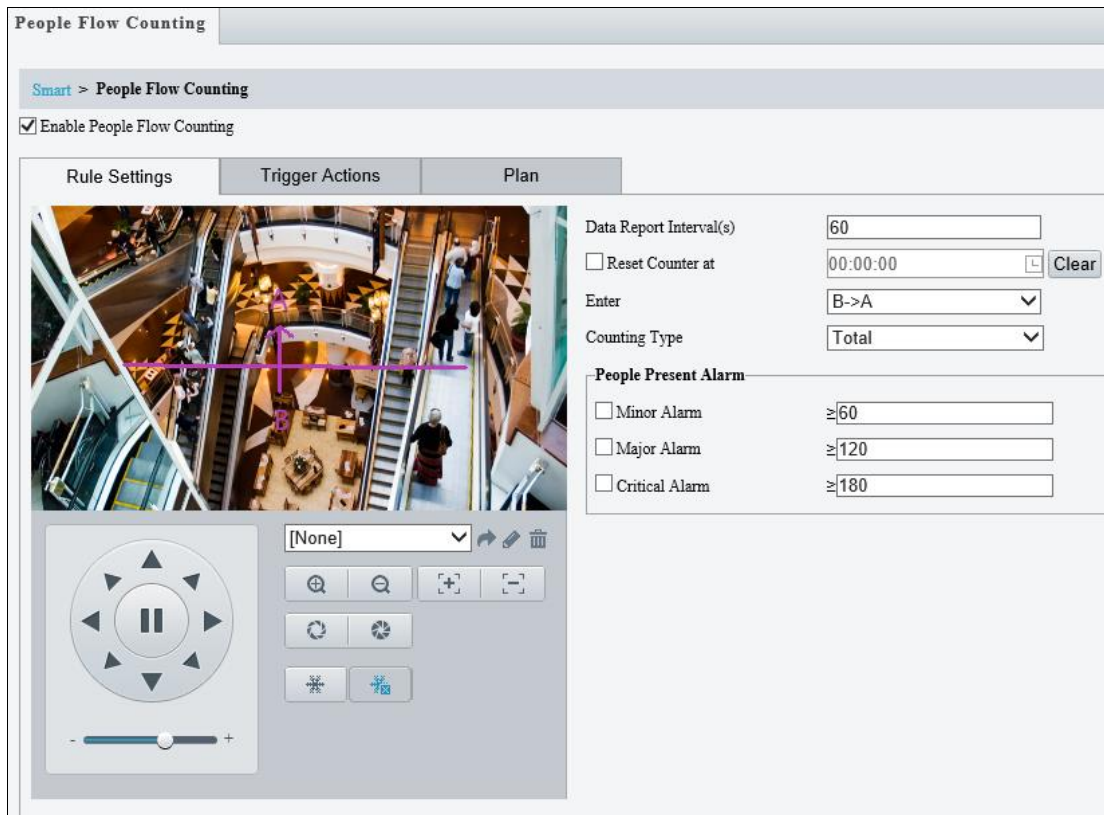 People Flow Counting
Smart > People Flow Counting
Enable People Flow Counting
Rule Settings Trigger Actions Plan
Data Report Interval(s) 60
Reset Counter at 00:00:00 Clear
Enter B->A
Counting Type Total
People Present Alarm
Minor Alarm ≥60
Major Alarm ≥120
Critical Alarm ≥180
A
B
[None]
- +